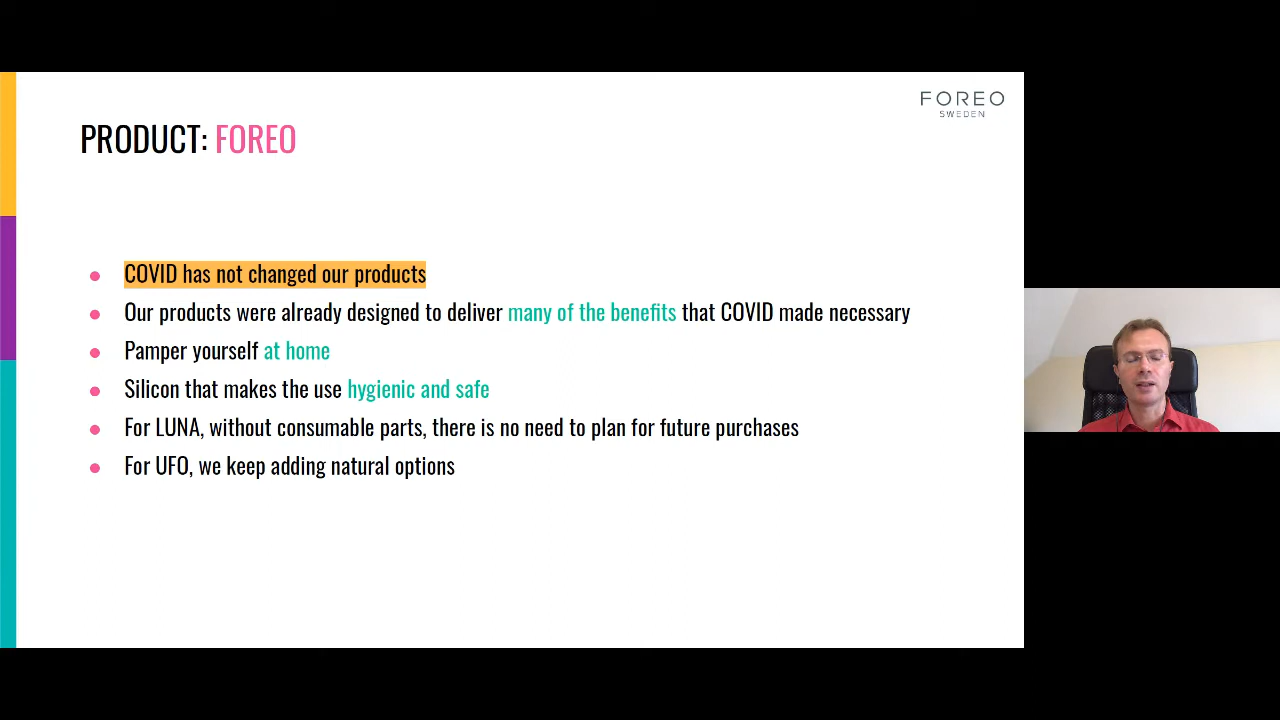 FOREO
SWEDEN
PRODUCT: FOREO
COVID has not changed our products
Our products were already designed to deliver many of the benefits that COVID made necessary
Pamper yourself at home
Silicon that makes the use hygienic and safe
For LUNA, without consumable parts, there is no need to plan for future purchases
For UFO, we keep adding natural options